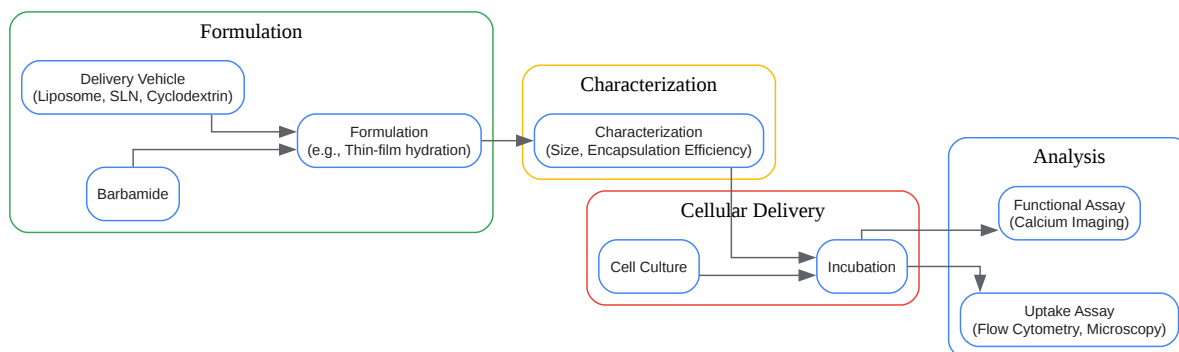 Formulation
Delivery Vehicle
(Liposome, SLN, Cyclodextrin)
Formulation
(e.g., Thin-film hydration)
Barbamide
Characterization
Characterization
(Size, Encapsulation Efficiency)
Cellular Delivery
Cell Culture
Incubation
Analysis
Functional Assay
(Calcium Imaging)
Uptake Assay
(Flow Cytometry, Microscopy)